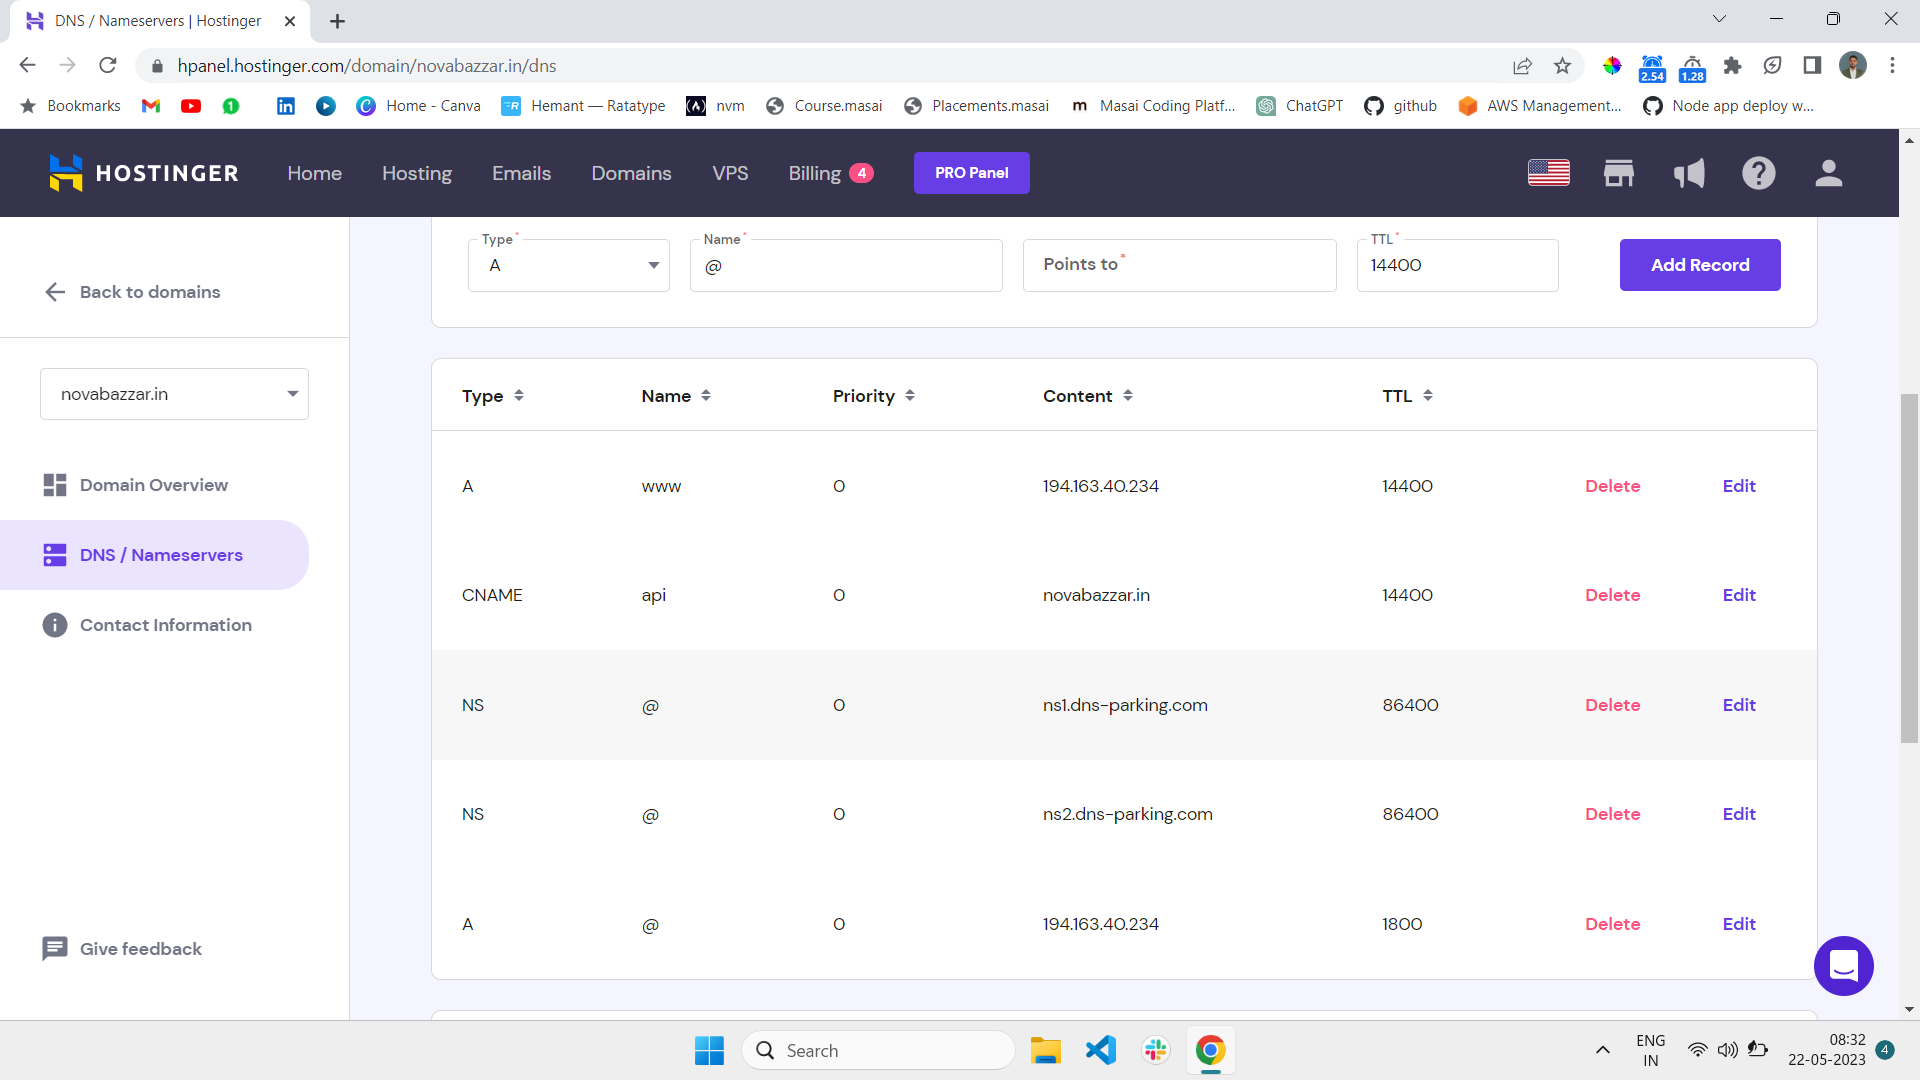 DNS / Nameservers | Hostinger
hpanel.hostinger.com/domain/novabazzar.in/dns
2.54
1.28
Bookmarks
1
Home - Canva
Hemant — Ratatype
nvm
Course.masai
Placements.masai
m Masai Coding Platf...
ChatGPT
github
AWS Management...
Node app deploy w...
HOSTINGER
Home
Hosting
Emails
Domains
VPS
Billing 4
PRO Panel
Back to domains
novabazzar.in
Domain Overview
DNS / Nameservers
Contact Information
Give feedback
Type*
A
Name*
@
Points to*
TTL*
14400
Add Record
Type Name Priority Content TTL
A www 0 194.163.40.234 14400 Delete Edit
CNAME api 0 novabazzar.in 14400 Delete Edit
NS @ 0 ns1.dns-parking.com 86400 Delete Edit
NS @ 0 ns2.dns-parking.com 86400 Delete Edit
A @ 0 194.163.40.234 1800 Delete Edit
Search
ENG
IN
08:32
22-05-2023
4